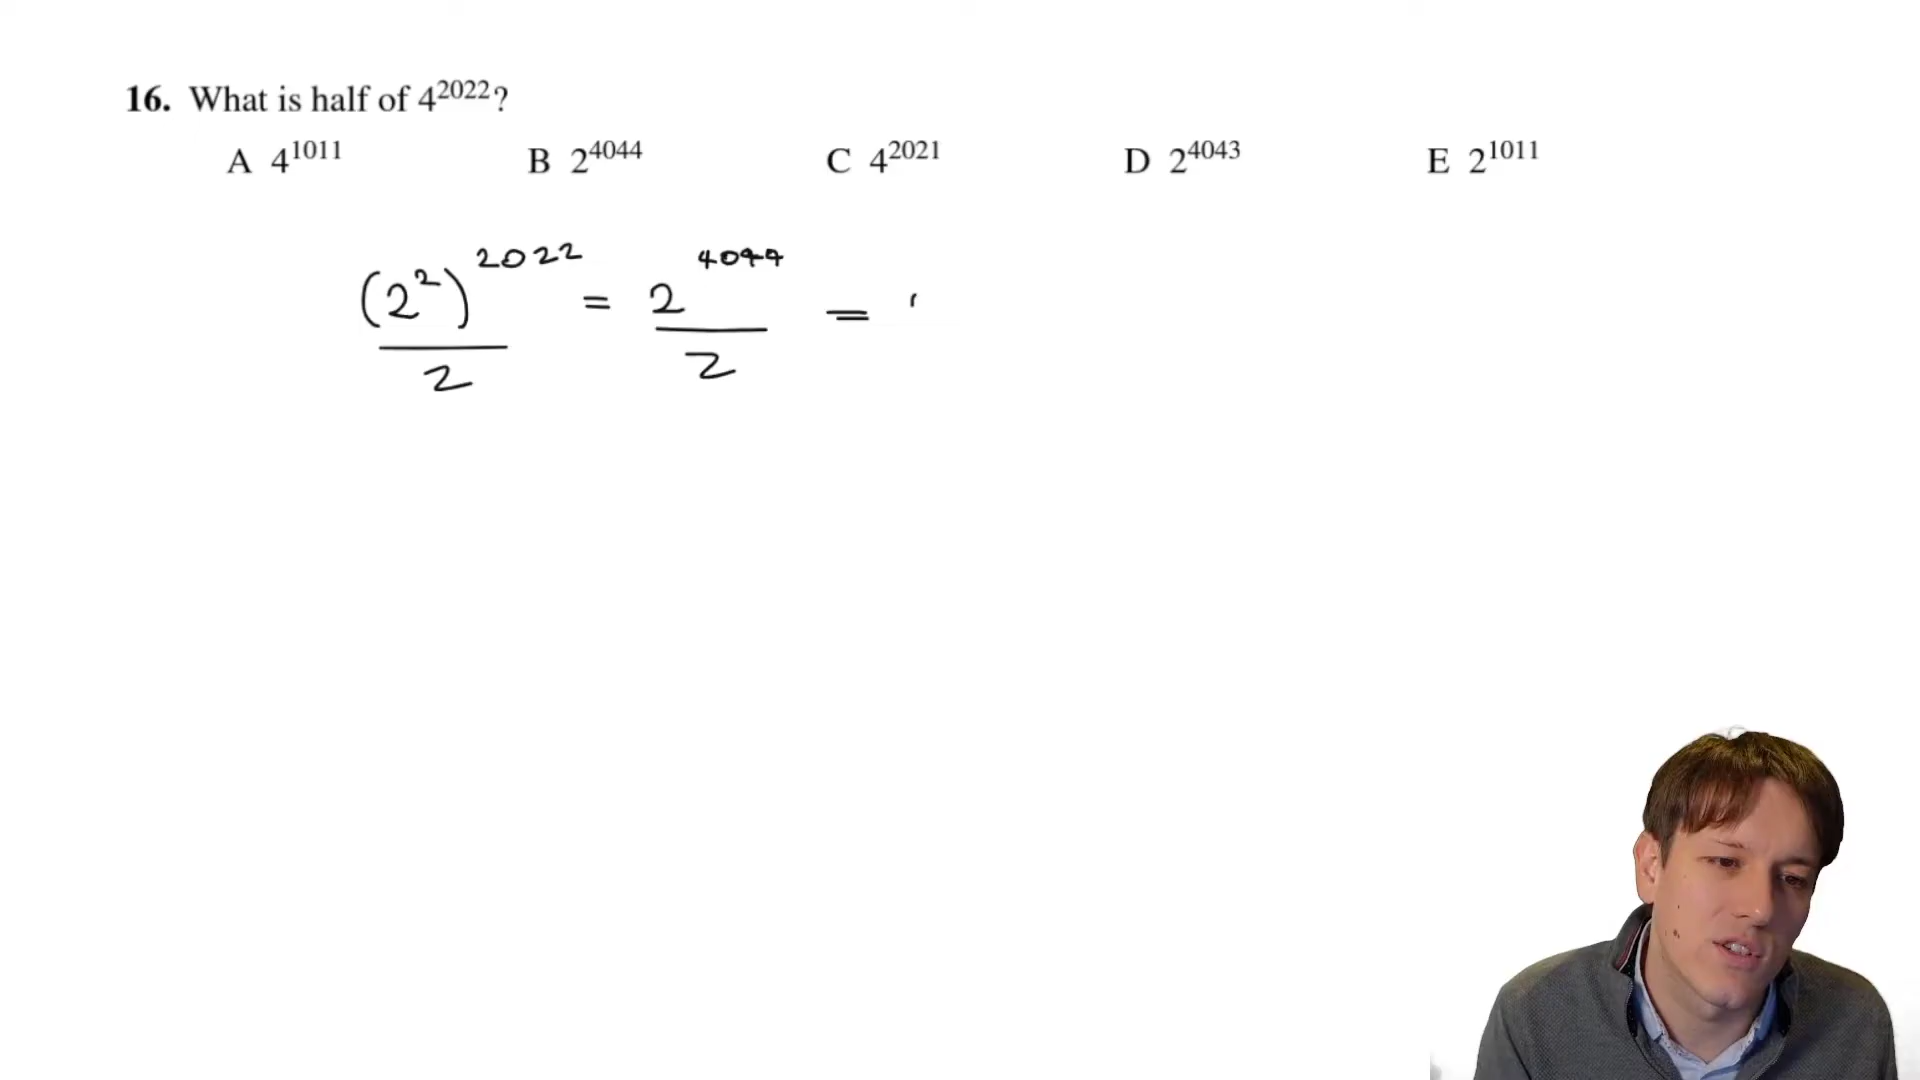 16. What is half of 4^2022?
A 4^1011 B 2^4044 C 4^2021 D 2^4043 E 2^1011
(2^2)^2022 / 2 = 2^4044 / 2 =